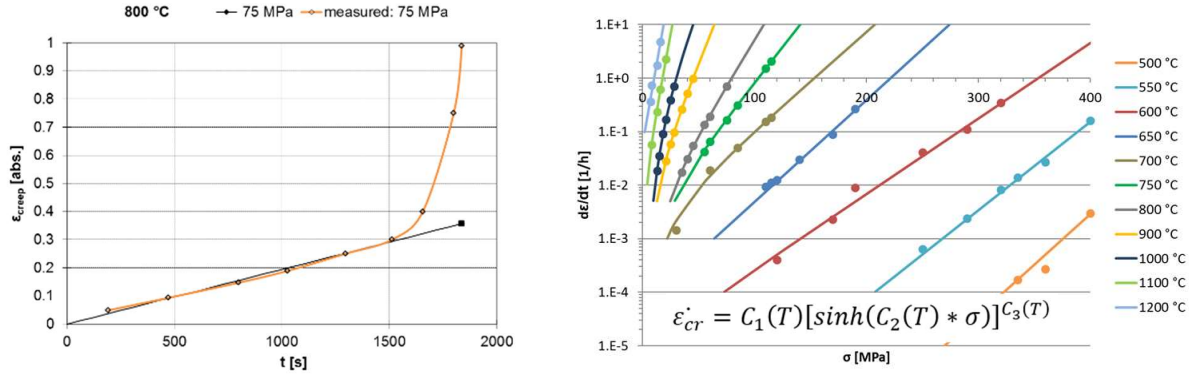 800 °C
75 MPa
measured: 75 MPa
1
0.9
0.8
0.7
0.6
0.5
0.4
0.3
0.2
0.1
0
εcreep [abs.]
0
500
1000
1500
2000
t [s]
1.E+1
1.E+0
1.E-1
1.E-2
1.E-3
1.E-4
1.E-5
dε/dt [1/h]
0
100
200
300
400
σ [MPa]
ε̇cr = C1(T)[sinh(C2(T) * σ)]^C3(T)
500 °C
550 °C
600 °C
650 °C
700 °C
750 °C
800 °C
900 °C
1000 °C
1100 °C
1200 °C